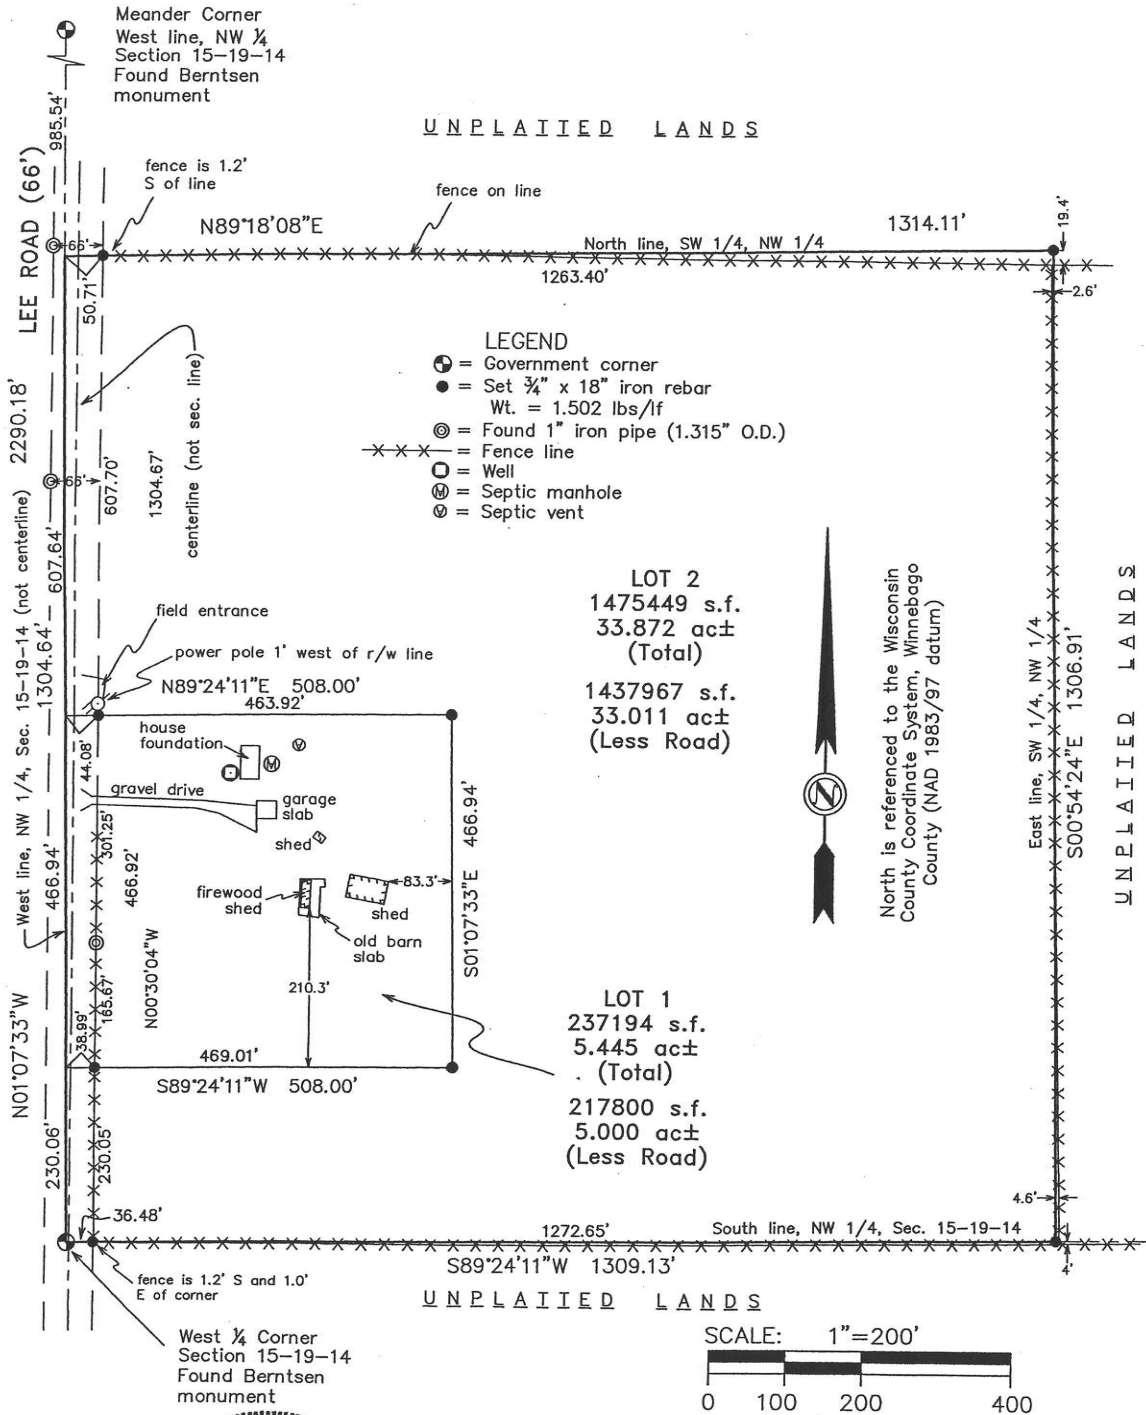 Meander Corner
West line, NW ¼
Section 15-19-14
Found Berntsen
monument
985.54'
UNPLATTED LANDS
LEE ROAD (66')
fence is 1.2'
S of line
fence on line
N89°18'08"E
1314.11'
19.4'
66'
North line, SW 1/4, NW 1/4
1263.40'
50.71'
2.6'
LEGEND
= Government corner
= Set ¾" x 18" iron rebar
Wt. = 1.502 lbs/lf
= Found 1" iron pipe (1.315" O.D.)
= Fence line
= Well
= Septic manhole
= Septic vent
centerline (not sec. line)
2290.18'
66'
607.70'
1304.67'
607.64'
1304.64'
West line, NW 1/4, Sec. 15-19-14 (not centerline)
field entrance
power pole 1' west of r/w line
N89°24'11"E 508.00'
463.92'
LOT 2
1475449 s.f.
33.872 ac±
(Total)
1437967 s.f.
33.011 ac±
(Less Road)
North is referenced to the Wisconsin
County Coordinate System, Winnebago
County (NAD 1983/97 datum)
N
East line, SW 1/4, NW 1/4
S00°54'24"E 1306.91'
UNPLATTED LANDS
house
foundation
44.08'
gravel drive
garage
slab
shed
301.25'
466.92'
466.94'
466.94'
S01°07'33"E
firewood
shed
83.3'
shed
old barn
slab
210.3'
165.67'
N00°30'04"W
38.99'
N01°07'33"W
469.01'
S89°24'11"W 508.00'
LOT 1
237194 s.f.
5.445 ac±
(Total)
217800 s.f.
5.000 ac±
(Less Road)
230.06'
230.05'
36.48'
4.6'
1272.65'
South line, NW 1/4, Sec. 15-19-14
S89°24'11"W 1309.13'
4'
fence is 1.2' S and 1.0'
E of corner
UNPLATTED LANDS
West ¼ Corner
Section 15-19-14
Found Berntsen
monument
SCALE: 1"=200'
0 100 200 400